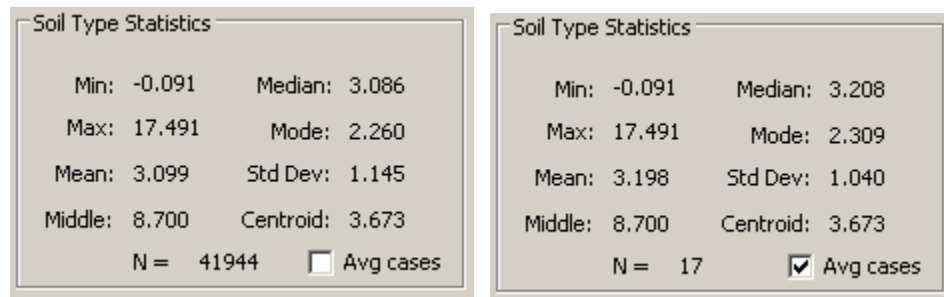 Soil Type Statistics
Min: -0.091 Median: 3.086
Max: 17.491 Mode: 2.260
Mean: 3.099 Std Dev: 1.145
Middle: 8.700 Centroid: 3.673
N = 41944 Avg cases
Soil Type Statistics
Min: -0.091 Median: 3.208
Max: 17.491 Mode: 2.309
Mean: 3.198 Std Dev: 1.040
Middle: 8.700 Centroid: 3.673
N = 17 Avg cases